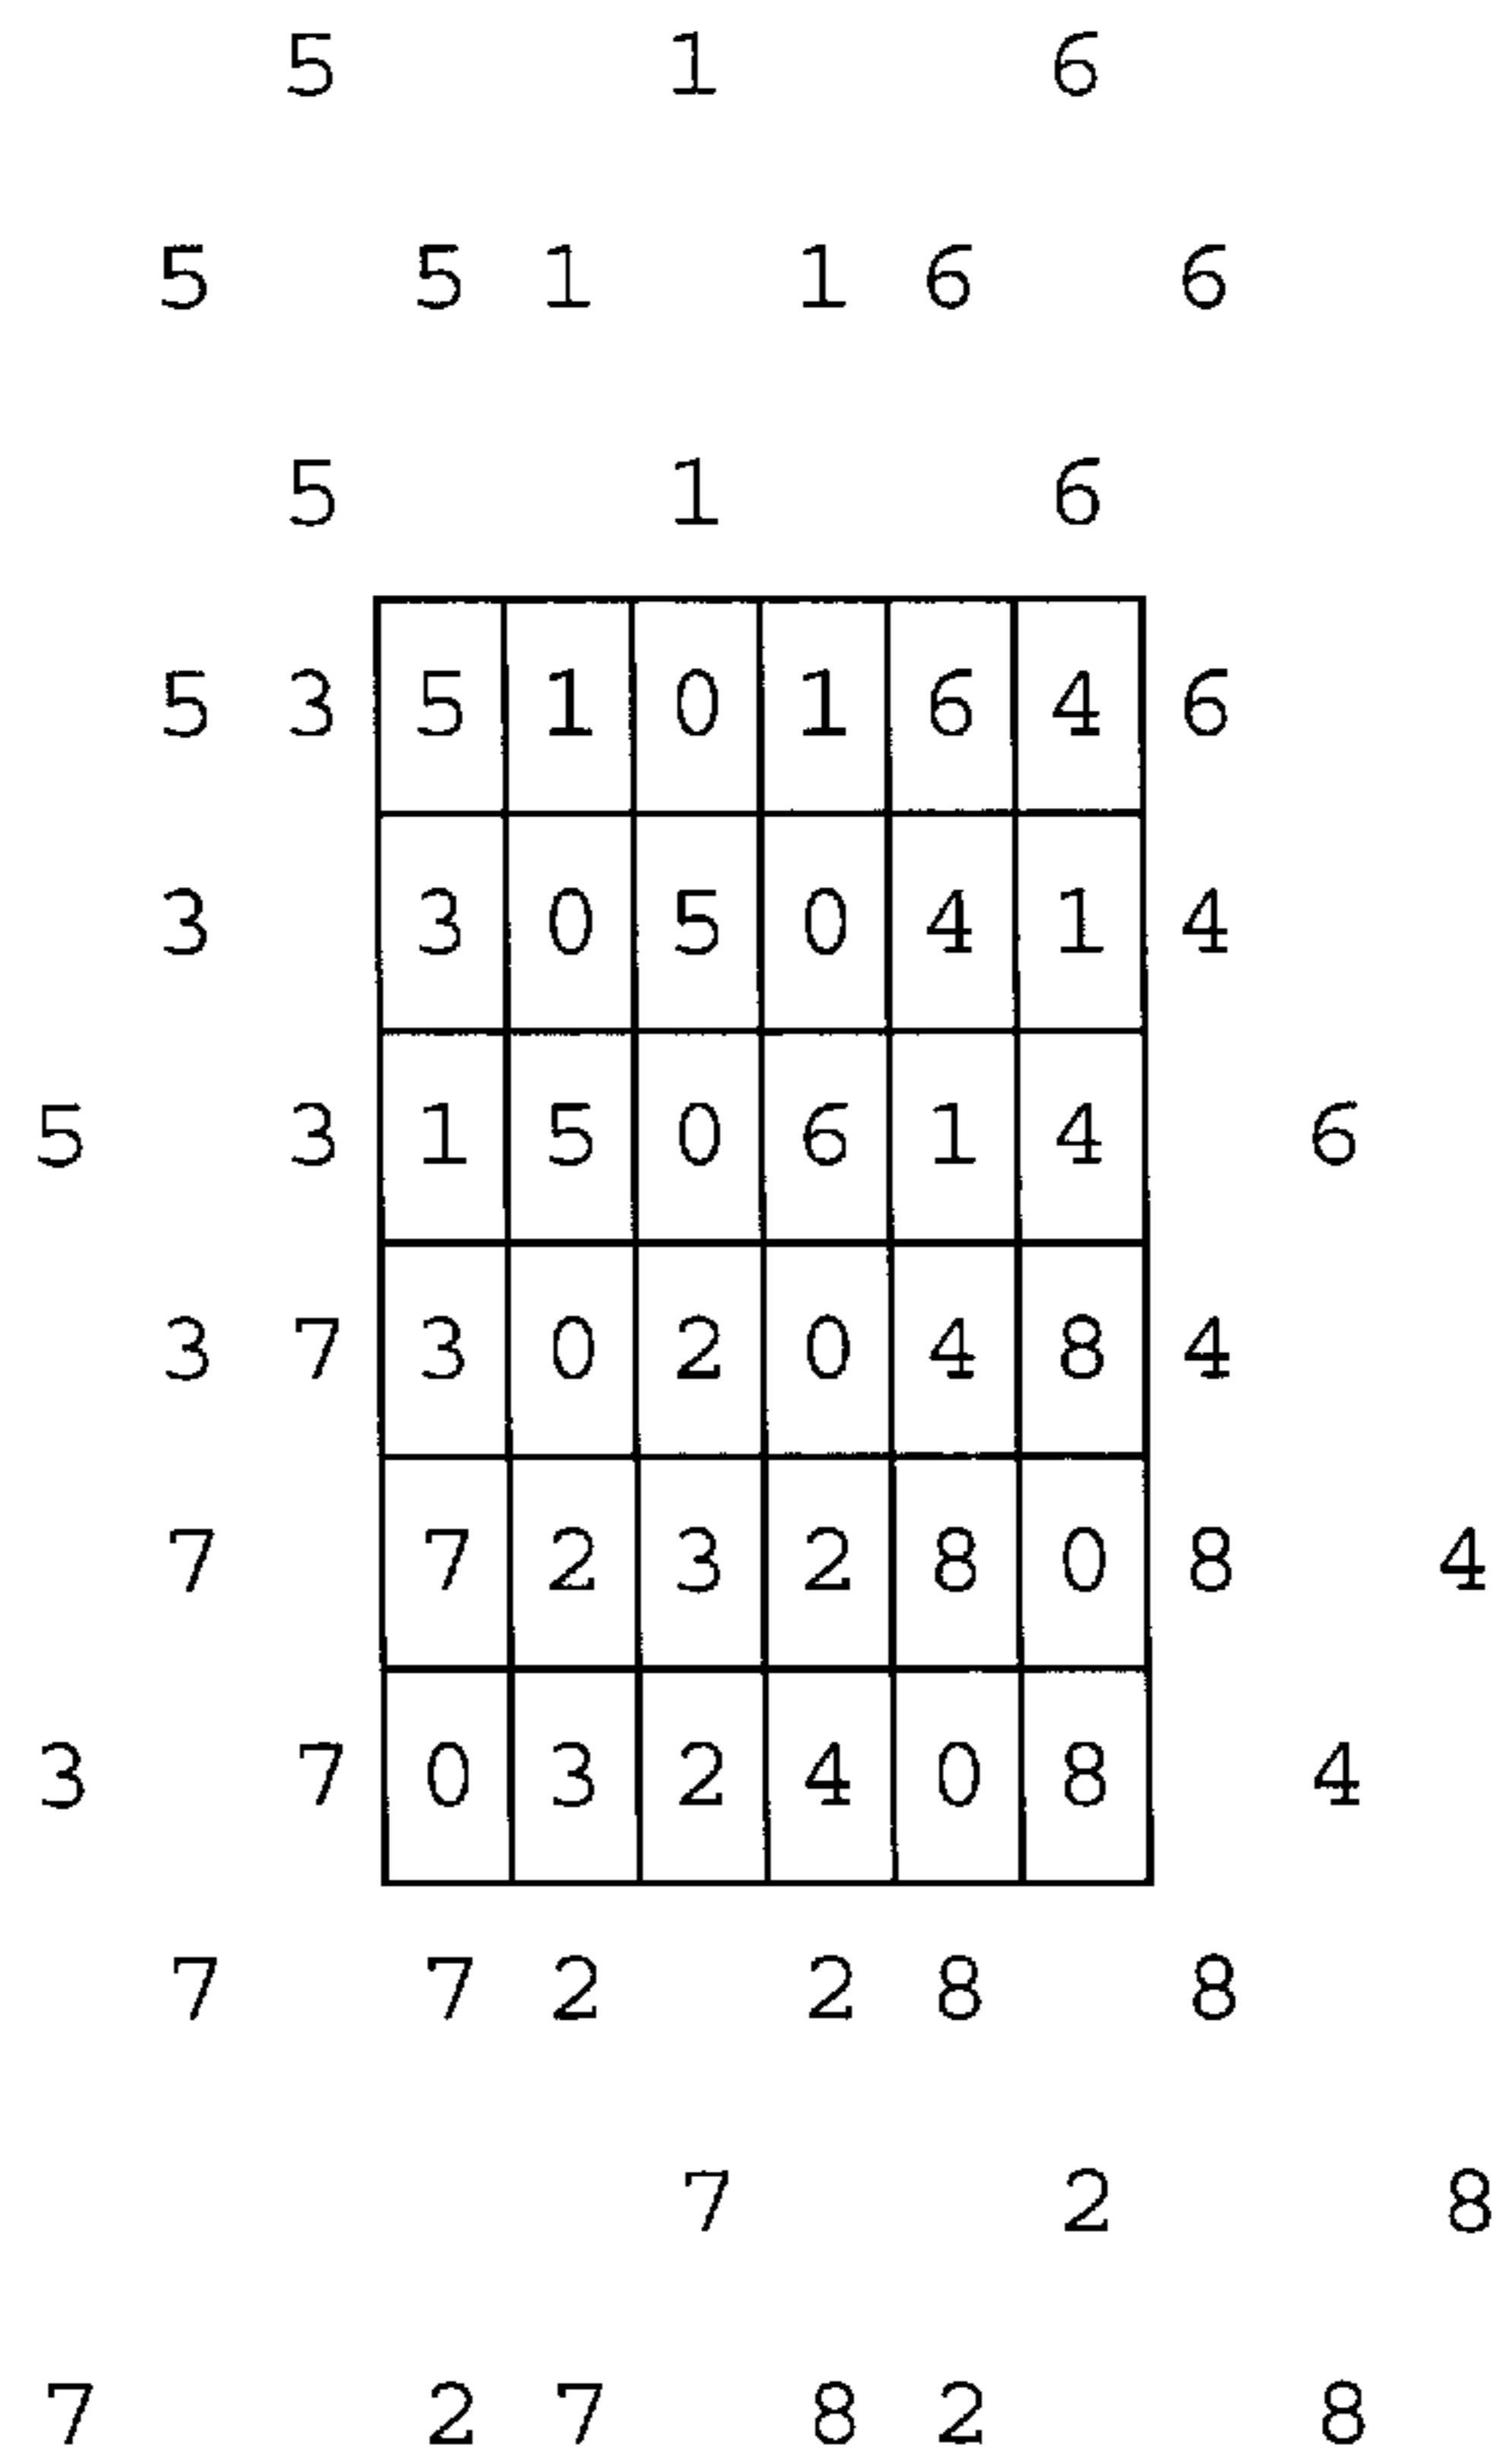 5 1 6
5 5 1 1 6 6
5 1 6
5 3 5 1 0 1 6 4 6
3 3 0 5 0 4 1 4
5 3 1 5 0 6 1 4 6
3 7 3 0 2 0 4 8 4
7 7 2 3 2 8 0 8 4
3 7 0 3 2 4 0 8 4
7 7 2 2 8 8
7 2 8
7 2 7 8 2 8